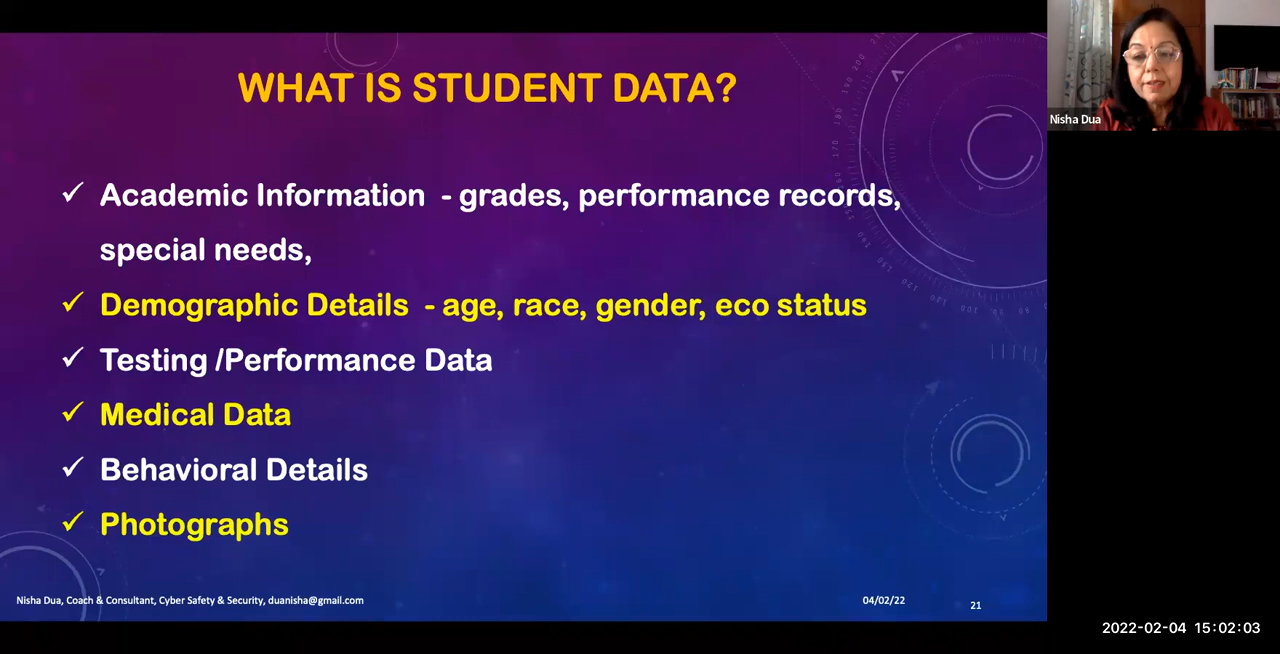 WHAT IS STUDENT DATA?
Nisha Dua
✓ Academic Information - grades, performance records,
special needs,
✓ Demographic Details - age, race, gender, eco status
✓ Testing /Performance Data
✓ Medical Data
✓ Behavioral Details
✓ Photographs
Nisha Dua, Coach & Consultant, Cyber Safety & Security, duanisha@gmail.com
04/02/22
21
2022-02-04 15:02:03